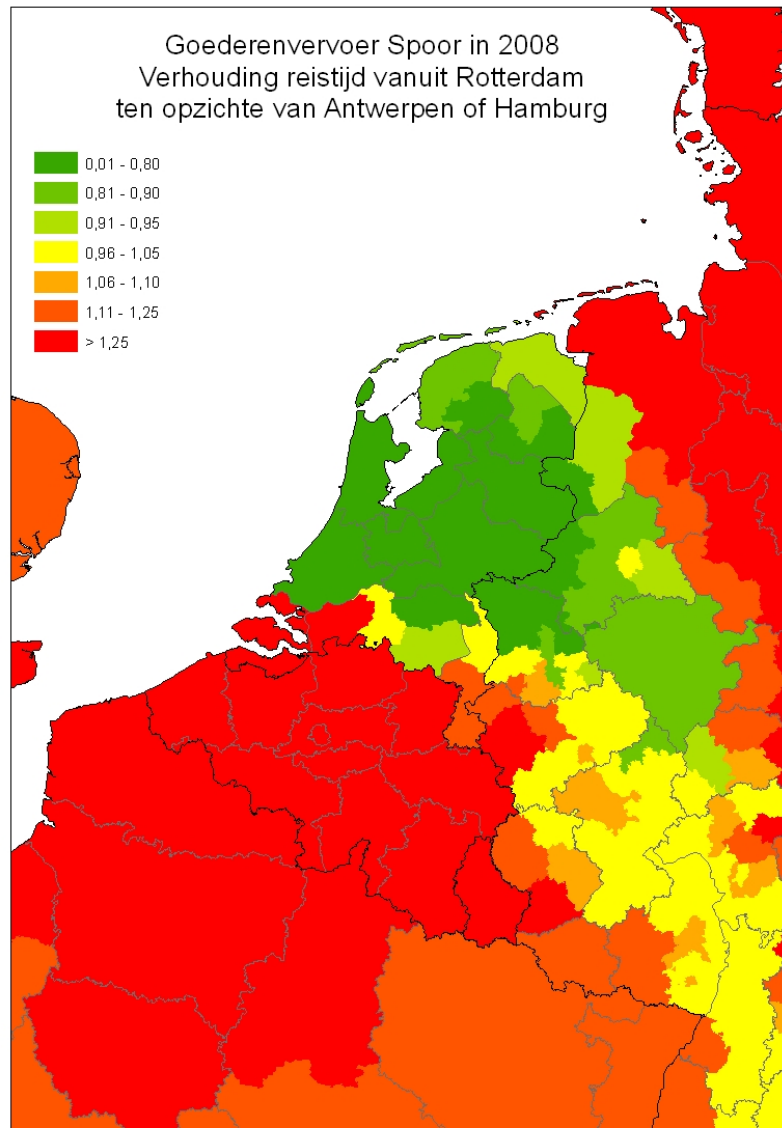 Goederenvervoer Spoor in 2008
Verhouding reistijd vanuit Rotterdam
ten opzichte van Antwerpen of Hamburg
0,01 - 0,80
0,81 - 0,90
0,91 - 0,95
0,96 - 1,05
1,06 - 1,10
1,11 - 1,25
> 1,25